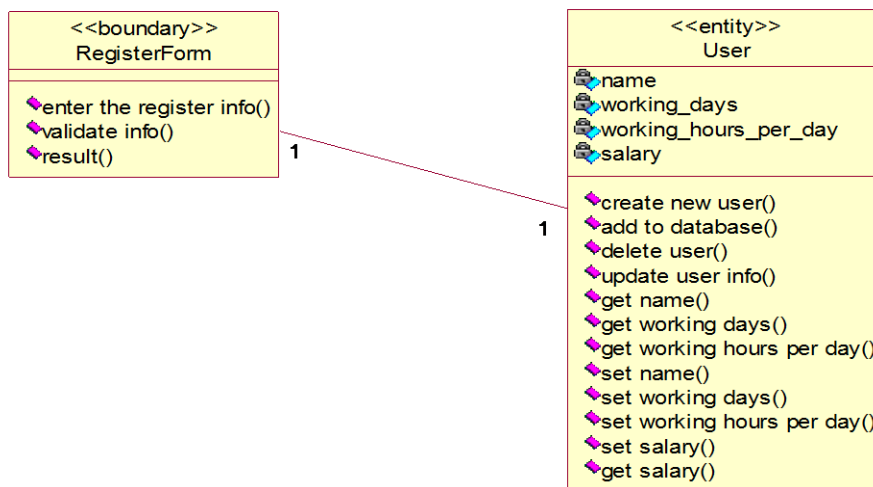 <<boundary>>
RegisterForm
enter the register info()
validate info()
result()
1
1
<<entity>>
User
name
working_days
working_hours_per_day
salary
create new user()
add to database()
delete user()
update user info()
get name()
get working days()
get working hours per day()
set name()
set working days()
set working hours per day()
set salary()
get salary()